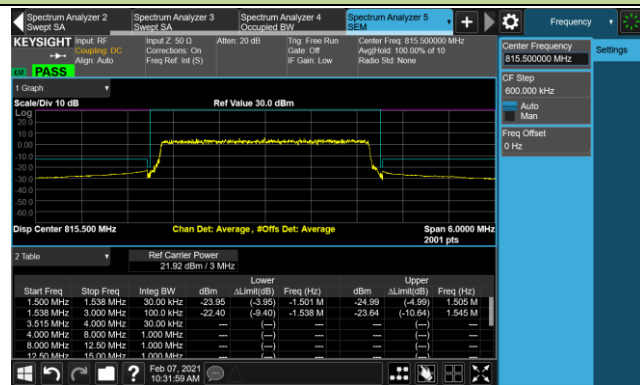 Spectrum Analyzer 2
Swept SA
Spectrum Analyzer 3
Swept SA
Spectrum Analyzer 4
Occupied BW
Spectrum Analyzer 5
SEM
Frequency
KEYSIGHT
Input: RF
Coupling: DC
Align: Auto
Input Z: 50 Ω
Corrections: On
Freq Ref: Int (S)
Atten: 20 dB
Trig: Free Run
Gate: Off
IF Gain: Low
Center Freq: 815.500000 MHz
Avg|Hold: 100.00% of 10
Radio Std: None
PASS
Center Frequency
815.500000 MHz
Settings
CF Step
600.000 kHz
Auto
Man
Freq Offset
0 Hz
1 Graph
Scale/Div 10 dB
Ref Value 30.0 dBm
Log
20.0
10.0
0.00
-10.0
-20.0
-30.0
-40.0
-50.0
-60.0
Disp Center 815.500 MHz
Chan Det: Average , #Offs Det: Average
Span 6.0000 MHz
2001 pts
2 Table
Ref Carrier Power
21.92 dBm / 3 MHz
Lower Upper
Start Freq Stop Freq Integ BW dBm ΔLimit(dB) Freq (Hz) dBm ΔLimit(dB) Freq (Hz)
1.500 MHz 1.538 MHz 30.00 kHz -23.95 (-3.95) -1.501 M -24.99 (-4.99) 1.505 M
1.538 MHz 3.000 MHz 100.0 kHz -22.40 (-9.40) -1.538 M -23.64 (-10.64) 1.545 M
3.515 MHz 4.000 MHz 30.00 kHz --- (---) --- --- (---) ---
4.000 MHz 8.000 MHz 1.000 MHz --- (---) --- --- (---) ---
8.000 MHz 12.50 MHz 1.000 MHz --- (---) --- --- (---) ---
12.50 MHz 15.00 MHz 1.000 MHz --- (---) --- --- (---) ---
Feb 07, 2021
10:31:59 AM